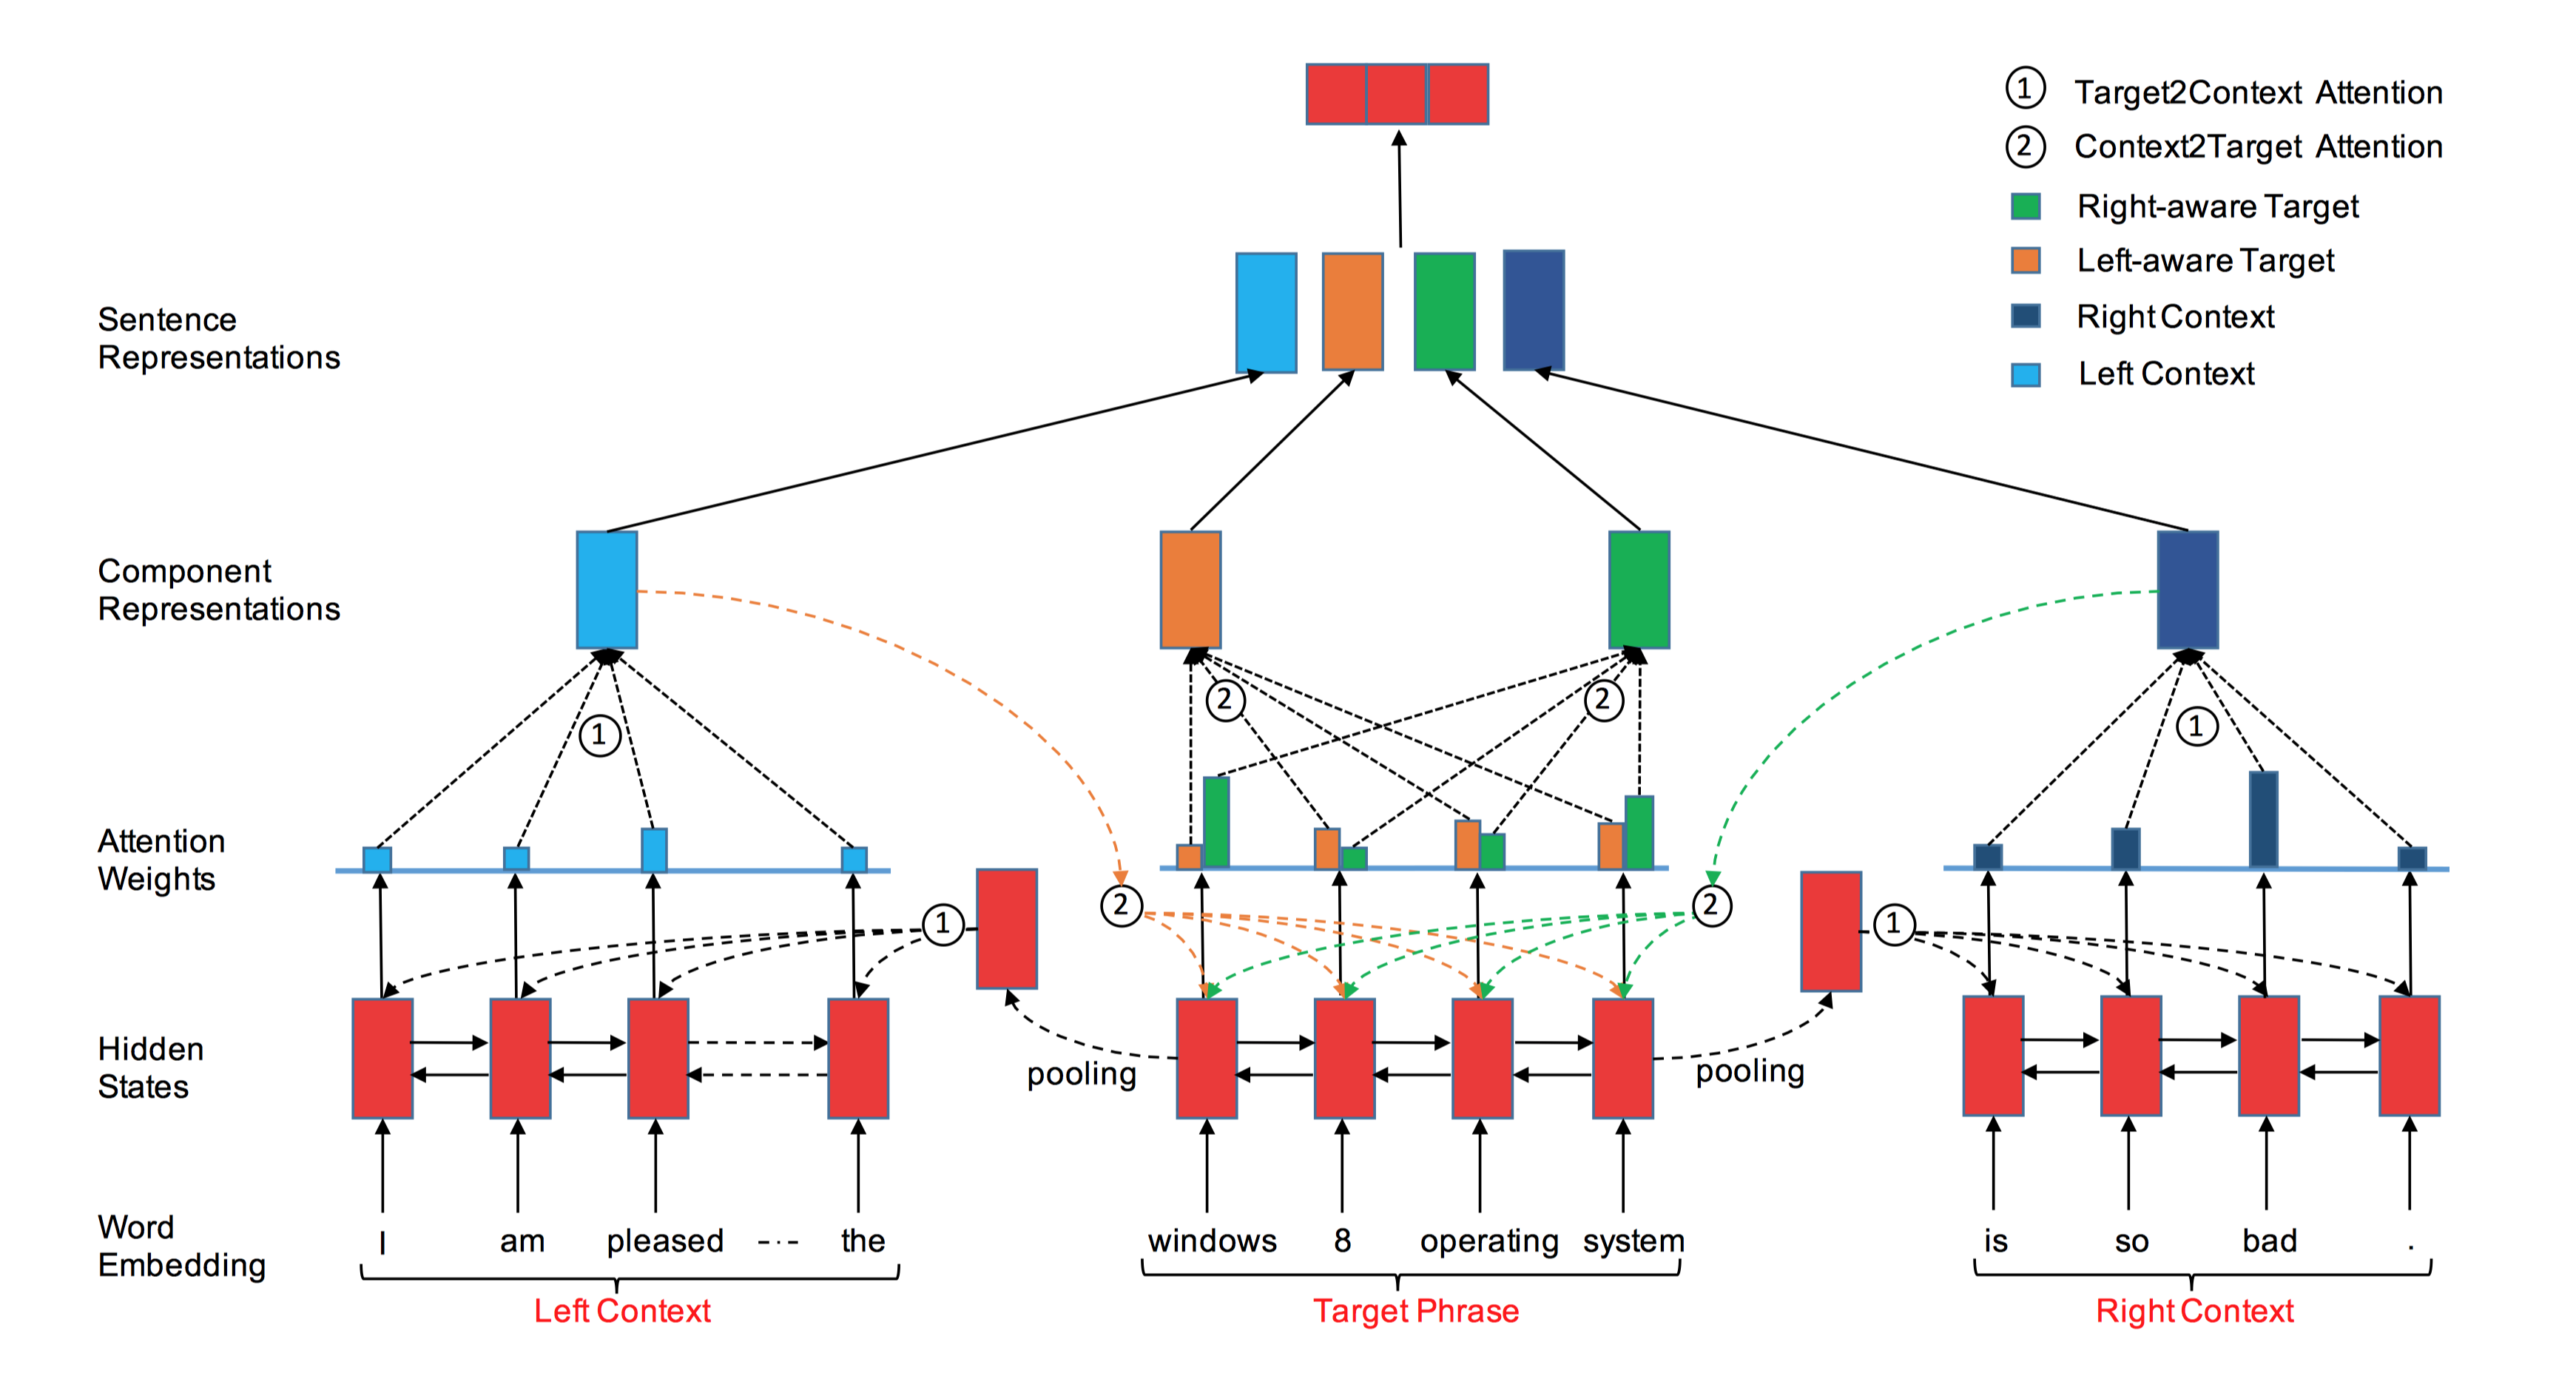 ① Target2Context Attention
② Context2Target Attention
Right-aware Target
Left-aware Target
Right Context
Left Context
Sentence
Representations
Component
Representations
① ② ② ①
Attention
Weights
① ② ② ①
Hidden
States
pooling pooling
Word
Embedding
I am pleased -·- the windows 8 operating system is so bad .
Left Context Target Phrase Right Context